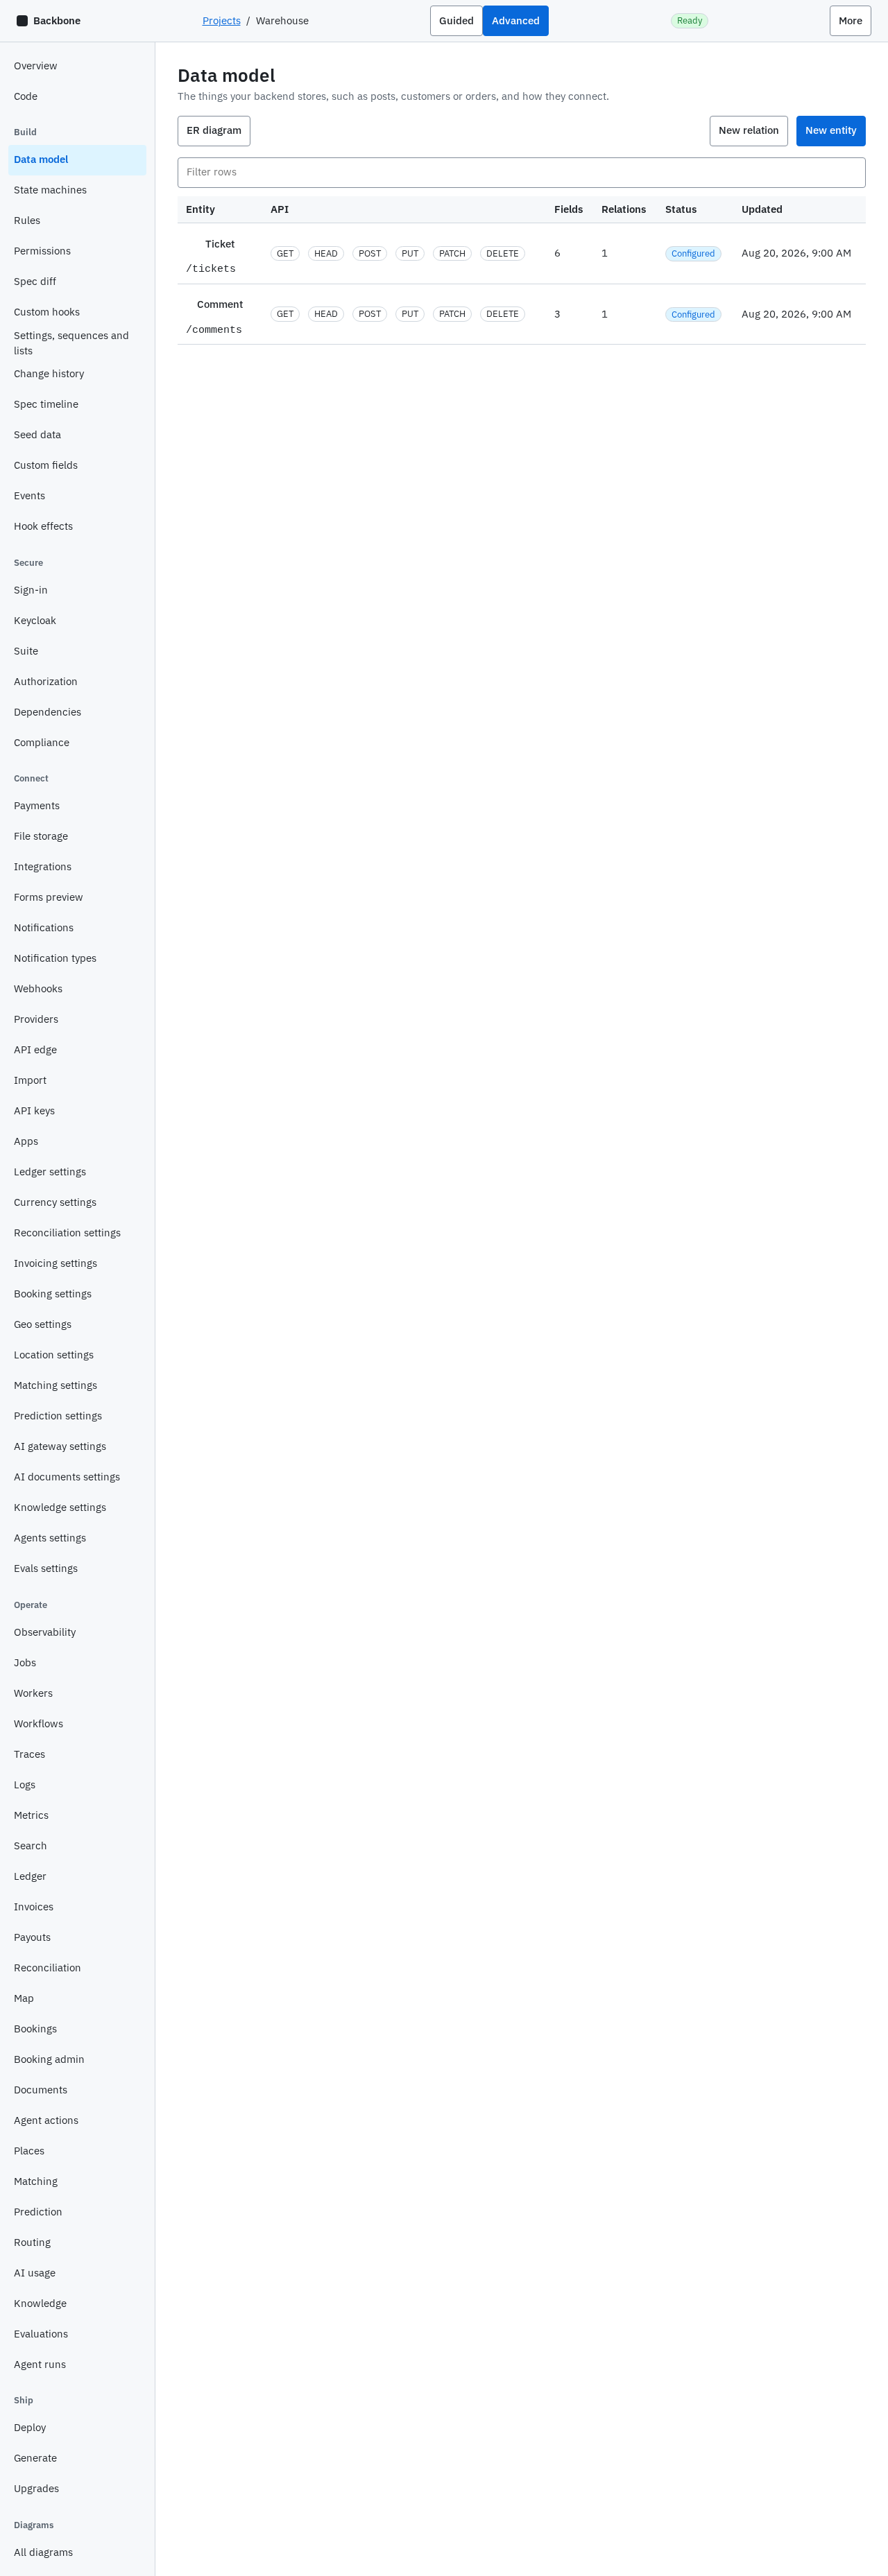 Backbone
Projects / Warehouse
Guided
Advanced
Ready
More
Overview
Code
Build
Data model
State machines
Rules
Permissions
Spec diff
Custom hooks
Settings, sequences and
lists
Change history
Spec timeline
Seed data
Custom fields
Events
Hook effects
Secure
Sign-in
Keycloak
Suite
Authorization
Dependencies
Compliance
Connect
Payments
File storage
Integrations
Forms preview
Notifications
Notification types
Webhooks
Providers
API edge
Import
API keys
Apps
Ledger settings
Currency settings
Reconciliation settings
Invoicing settings
Booking settings
Geo settings
Location settings
Matching settings
Prediction settings
AI gateway settings
AI documents settings
Knowledge settings
Agents settings
Evals settings
Operate
Observability
Jobs
Workers
Workflows
Traces
Logs
Metrics
Search
Ledger
Invoices
Payouts
Reconciliation
Map
Bookings
Booking admin
Documents
Agent actions
Places
Matching
Prediction
Routing
AI usage
Knowledge
Evaluations
Agent runs
Ship
Deploy
Generate
Upgrades
Diagrams
All diagrams
Data model
The things your backend stores, such as posts, customers or orders, and how they connect.
ER diagram
New relation
New entity
Filter rows
Entity API Fields Relations Status Updated
Ticket
/tickets
GET HEAD POST PUT PATCH DELETE 6 1 Configured Aug 20, 2026, 9:00 AM
Comment
/comments
GET HEAD POST PUT PATCH DELETE 3 1 Configured Aug 20, 2026, 9:00 AM